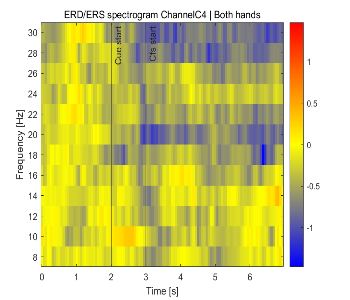 ERD/ERS spectrogram ChannelC4 | Both hands
Cue start
Cfs start
Frequency [Hz]
30
28
26
24
22
20
18
16
14
12
10
8
0 1 2 3 4 5 6
Time [s]
1
0.5
0
-0.5
-1